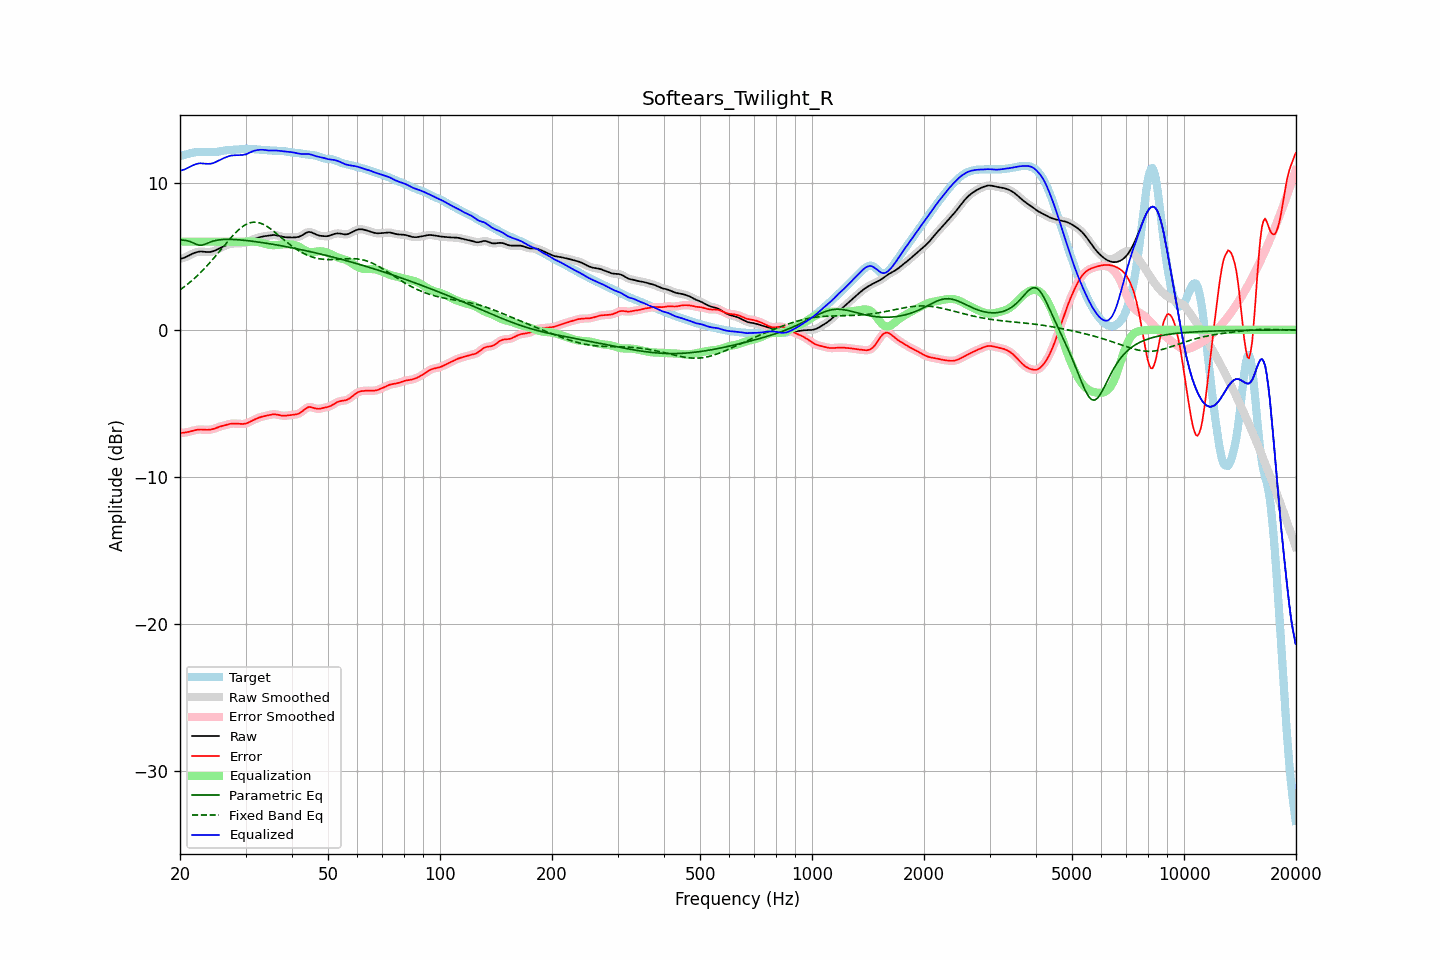 Softears_Twilight_R
Amplitude (dBr)
10
0
−10
−20
−30
Target
Raw Smoothed
Error Smoothed
Raw
Error
Equalization
Parametric Eq
Fixed Band Eq
Equalized
20 50 100 200 500 1000 2000 5000 10000 20000
Frequency (Hz)